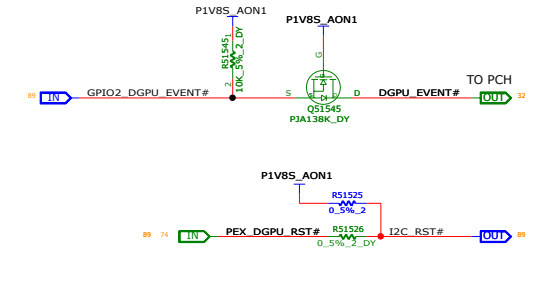 P1V8S_AON1
P1V8S_AON1
R51545
10K_5%_2_DY
1
2
G
TO PCH
89 IN GPIO2_DGPU_EVENT# S D DGPU_EVENT# OUT 32
Q51545
PJA138K_DY
P1V8S_AON1
R51525
0_5%_2
89 74 IN PEX_DGPU_RST# R51526 I2C_RST# OUT 89
0_5%_2_DY